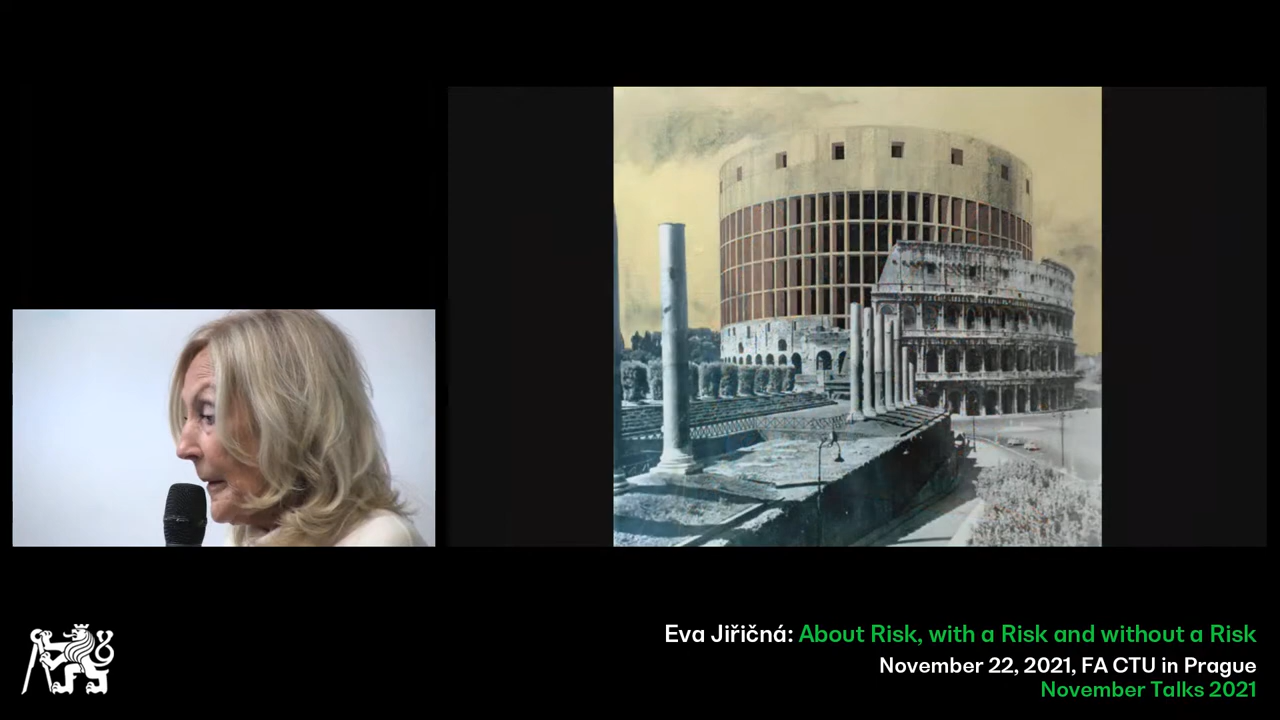 Eva Jiřičná: About Risk, with a Risk and without a Risk
November 22, 2021, FA CTU in Prague
November Talks 2021